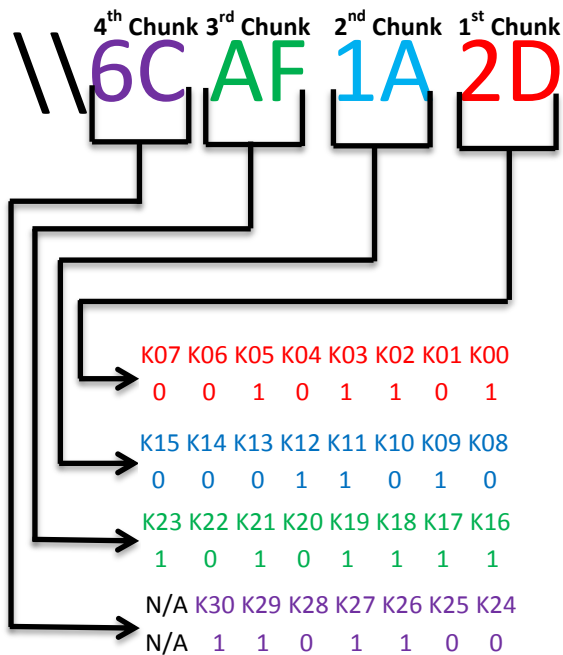 4th Chunk 3rd Chunk 2nd Chunk 1st Chunk
\\6C AF 1A 2D
K07 K06 K05 K04 K03 K02 K01 K00
0 0 1 0 1 1 0 1
K15 K14 K13 K12 K11 K10 K09 K08
0 0 0 1 1 0 1 0
K23 K22 K21 K20 K19 K18 K17 K16
1 0 1 0 1 1 1 1
N/A K30 K29 K28 K27 K26 K25 K24
N/A 1 1 0 1 1 0 0